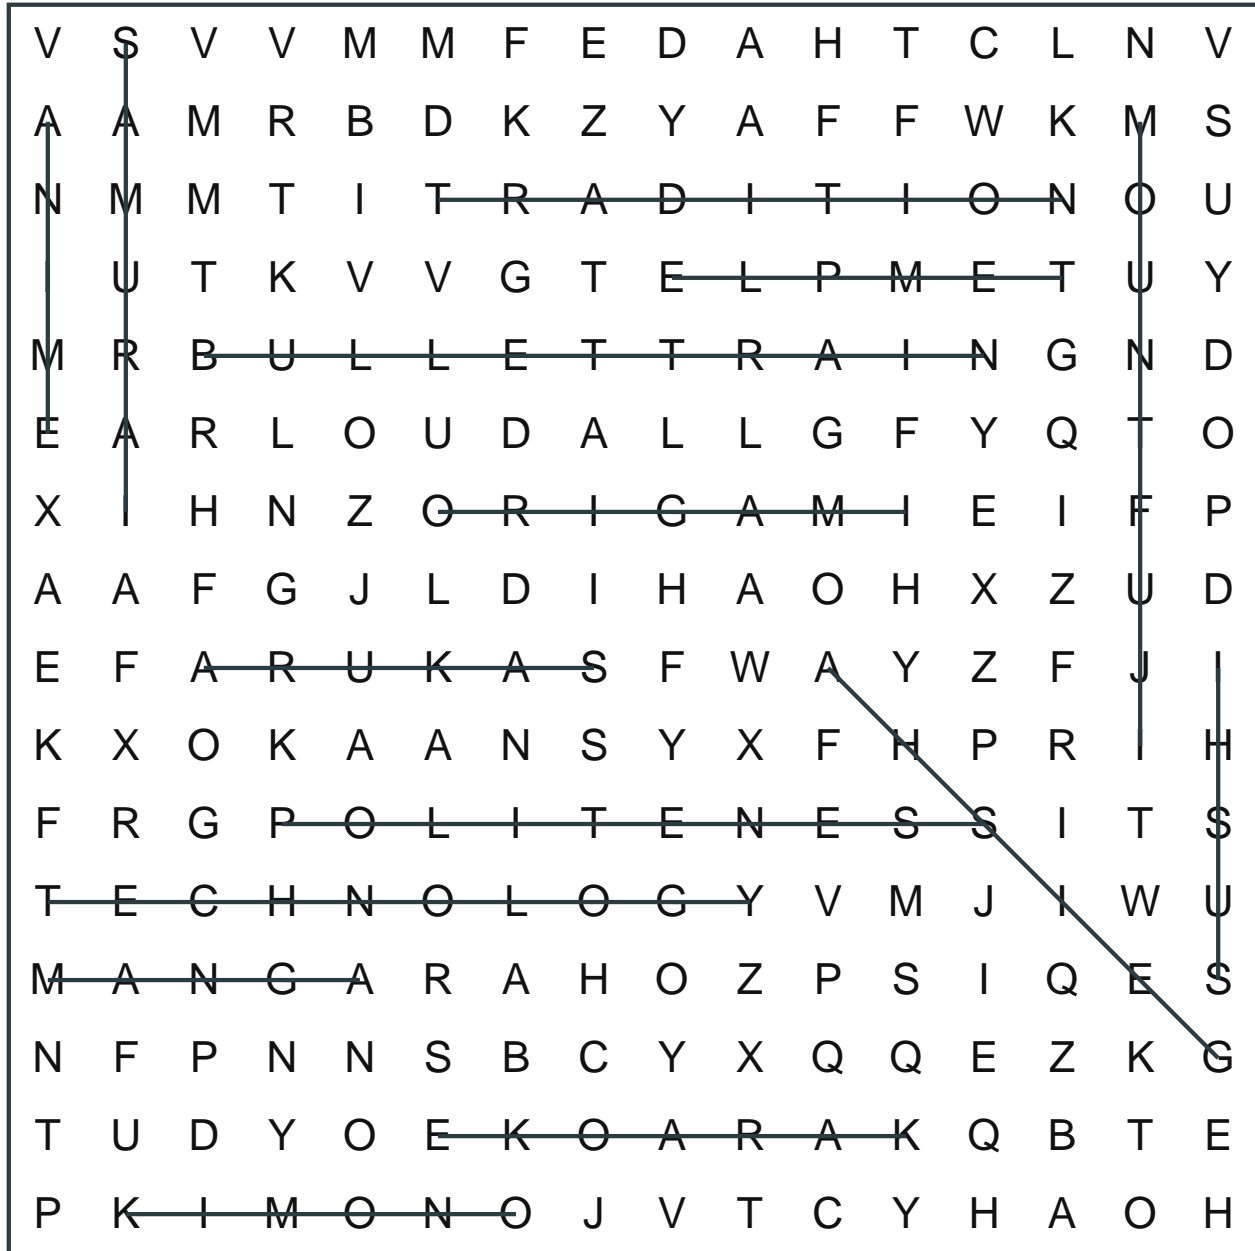 V S V V M M F E D A H T C L N V
A A M R B D K Z Y A F F W K M S
N M M T I T R A D I T I O N O U
I U T K V V G T E L P M E T U Y
M R B U L L E T T R A I N G N D
E A R L O U D A L L G F Y Q T O
X I H N Z O R I G A M I E I F P
A A F G J L D I H A O H X Z U D
E F A R U K A S F W A Y Z F J I
K X O K A A N S Y X F H P R I H
F R G P O L I T E N E S S I T S
T E C H N O L O G Y V M J I W U
M A N G A R A H O Z P S I Q E S
N F P N N S B C Y X Q Q E Z K G
T U D Y O E K O A R A K Q B T E
P K I M O N O J V T C Y H A O H